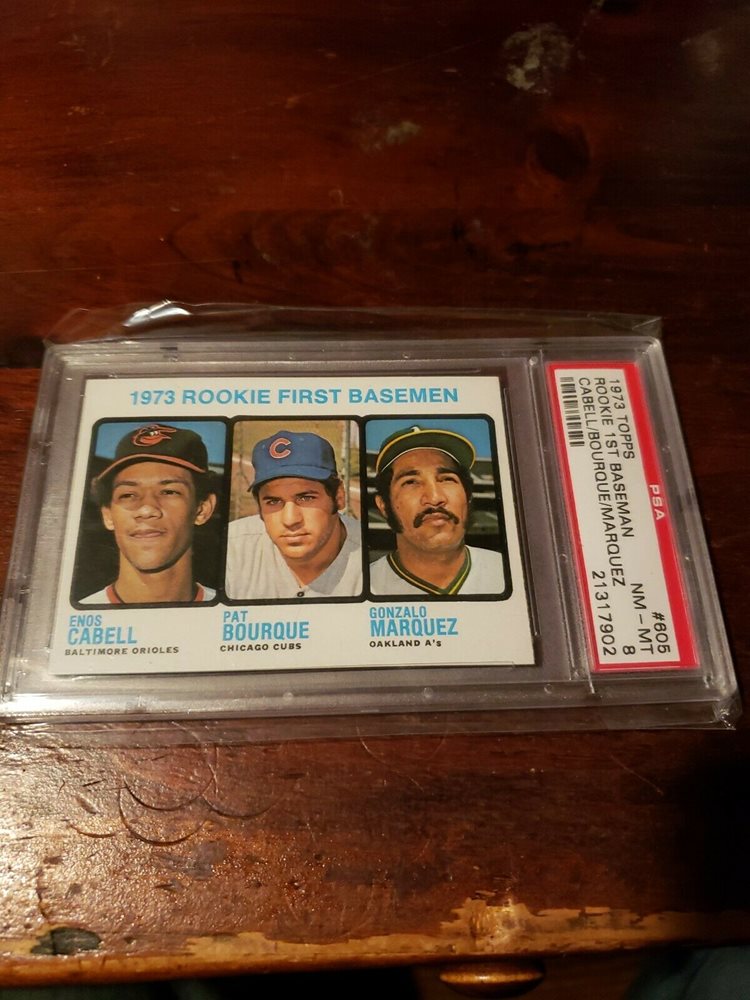 1973 ROOKIE FIRST BASEMEN
C
ENOS
CABELL
BALTIMORE ORIOLES
PAT
BOURQUE
CHICAGO CUBS
GONZALO
MARQUEZ
OAKLAND A's
PSA
1973 TOPPS #605
ROOKIE 1ST BASEMAN NM-MT
CABELL/BOURQUE/MARQUEZ 8
21317902